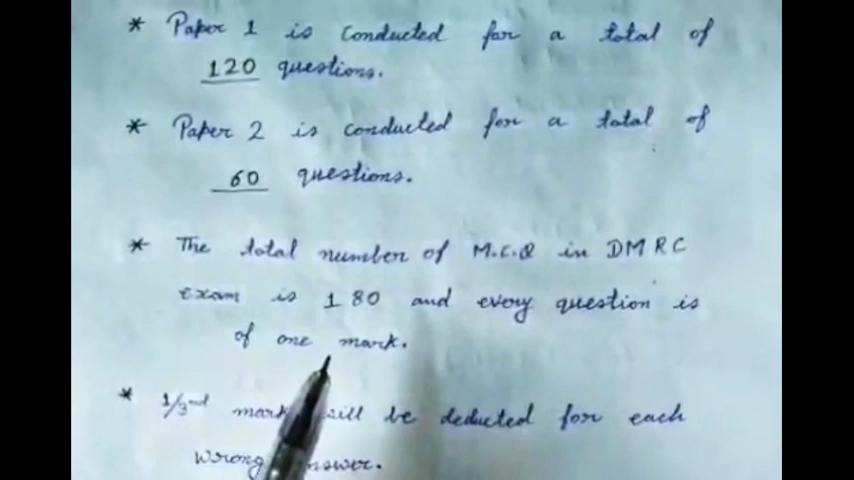 * Paper 1 is conducted for a total of
120 questions.
* Paper 2 is conducted for a total of
60 questions.
* The total number of M.C.Q in DMRC
exam is 180 and every question is
of one mark.
* 1/3rd mark will be deducted for each
wrong answer.